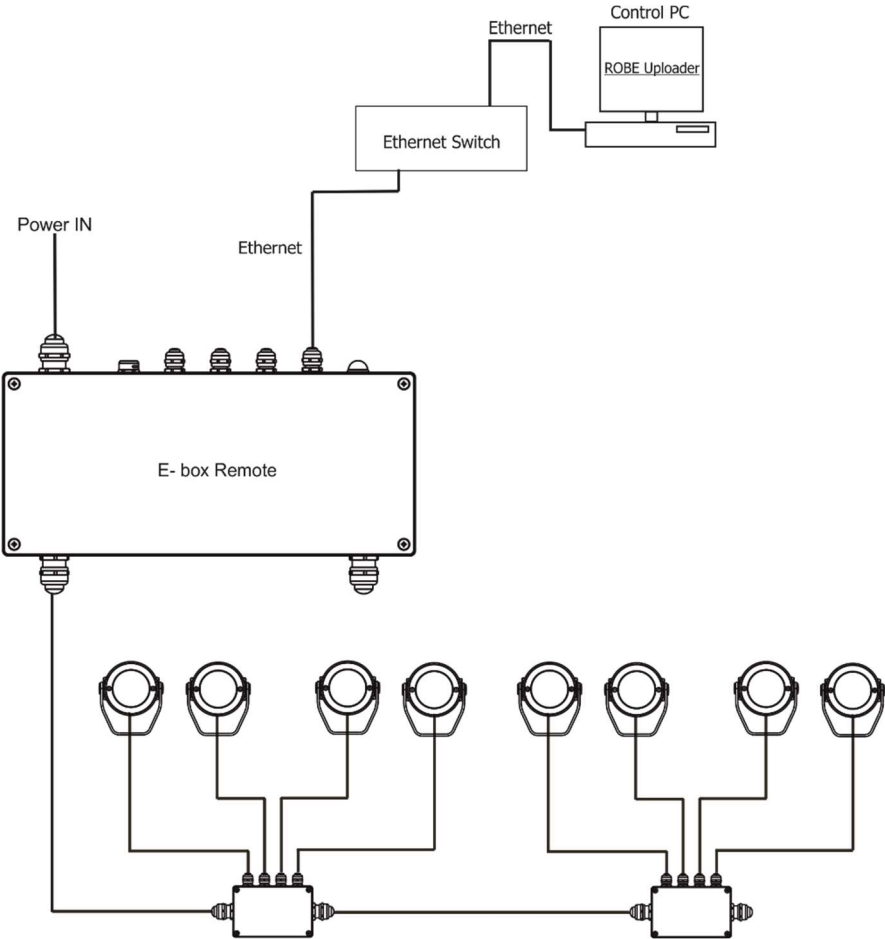 Control PC
Ethernet
ROBE Uploader
Ethernet Switch
Power IN
Ethernet
E- box Remote